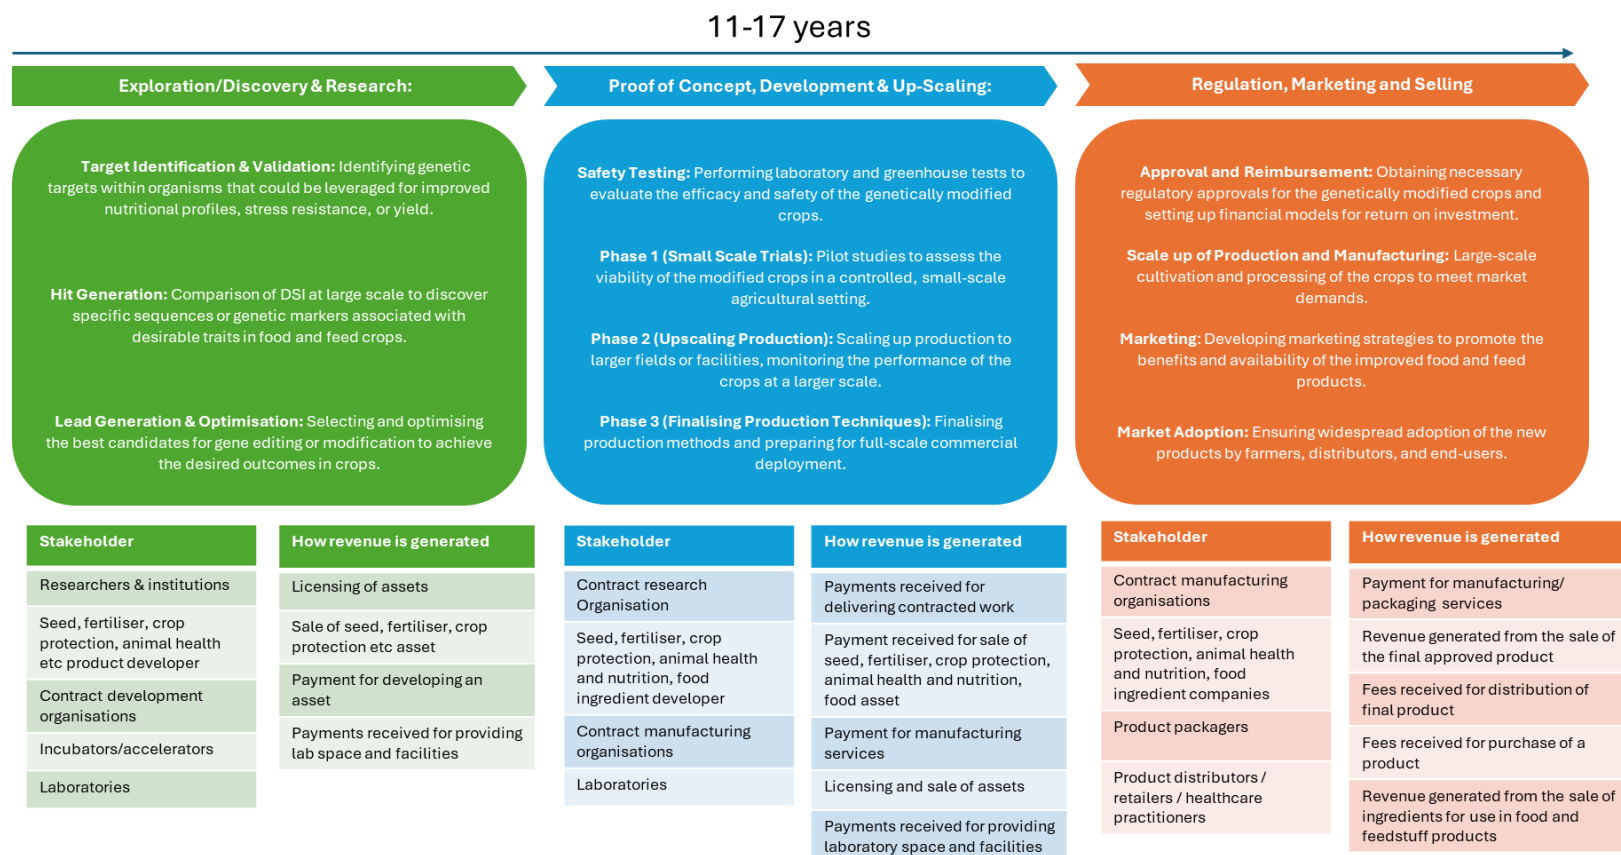 11-17 years
Exploration/Discovery & Research:
Target Identification & Validation: Identifying genetic
targets within organisms that could be leveraged for improved
nutritional profiles, stress resistance, or yield.
Hit Generation: Comparison of DSI at large scale to discover
specific sequences or genetic markers associated with
desirable traits in food and feed crops.
Lead Generation & Optimisation: Selecting and optimising
the best candidates for gene editing or modification to achieve
the desired outcomes in crops.
Stakeholder
Researchers & institutions
Seed, fertiliser, crop
protection, animal health
etc product developer
Contract development
organisations
Incubators/accelerators
Laboratories
How revenue is generated
Licensing of assets
Sale of seed, fertiliser, crop
protection etc asset
Payment for developing an
asset
Payments received for providing
lab space and facilities
Proof of Concept, Development & Up-Scaling:
Safety Testing: Performing laboratory and greenhouse tests to
evaluate the efficacy and safety of the genetically modified
crops.
Phase 1 (Small Scale Trials): Pilot studies to assess the
viability of the modified crops in a controlled, small-scale
agricultural setting.
Phase 2 (Upscaling Production): Scaling up production to
larger fields or facilities, monitoring the performance of the
crops at a larger scale.
Phase 3 (Finalising Production Techniques): Finalising
production methods and preparing for full-scale commercial
deployment.
Stakeholder
Contract research
Organisation
Seed, fertiliser, crop
protection, animal health
and nutrition, food
ingredient developer
Contract manufacturing
organisations
Laboratories
How revenue is generated
Payments received for
delivering contracted work
Payment received for sale of
seed, fertiliser, crop protection,
animal health and nutrition,
food asset
Payment for manufacturing
services
Licensing and sale of assets
Payments received for providing
laboratory space and facilities
Regulation, Marketing and Selling
Approval and Reimbursement: Obtaining necessary
regulatory approvals for the genetically modified crops and
setting up financial models for return on investment.
Scale up of Production and Manufacturing: Large-scale
cultivation and processing of the crops to meet market
demands.
Marketing: Developing marketing strategies to promote the
benefits and availability of the improved food and feed
products.
Market Adoption: Ensuring widespread adoption of the new
products by farmers, distributors, and end-users.
Stakeholder
Contract manufacturing
organisations
Seed, fertiliser, crop
protection, animal health
and nutrition, food
ingredient companies
Product packagers
Product distributors /
retailers / healthcare
practitioners
How revenue is generated
Payment for manufacturing/
packaging services
Revenue generated from the sale of
the final approved product
Fees received for distribution of
final product
Fees received for purchase of a
product
Revenue generated from the sale of
ingredients for use in food and
feedstuff products